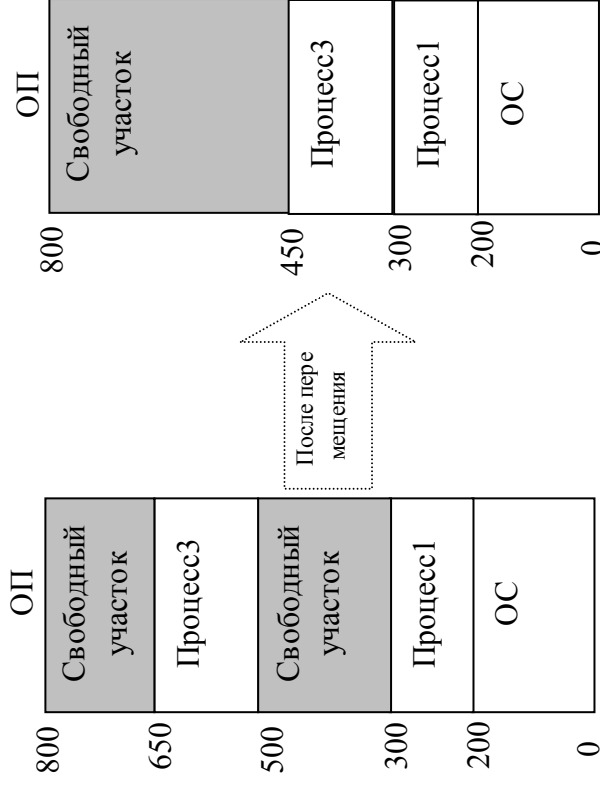 ОП
800
Свободный
участок
650
Процесс3
500
Свободный
участок
300
Процесс1
200
ОС
0
После пере
мещения
ОП
800
Свободный
участок
450
Процесс3
300
Процесс1
200
ОС
0